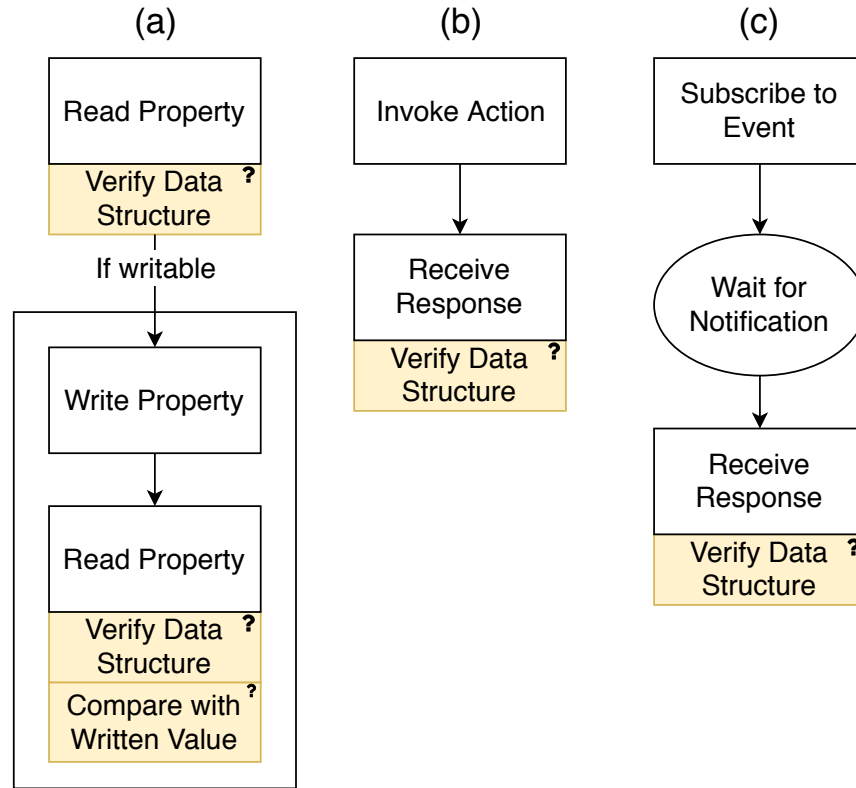 (a)
Read Property
Verify Data ?
Structure
If writable
Write Property
Read Property
Verify Data ?
Structure
Compare with ?
Written Value
(b)
Invoke Action
Receive
Response
Verify Data ?
Structure
(c)
Subscribe to
Event
Wait for
Notification
Receive
Response
Verify Data ?
Structure